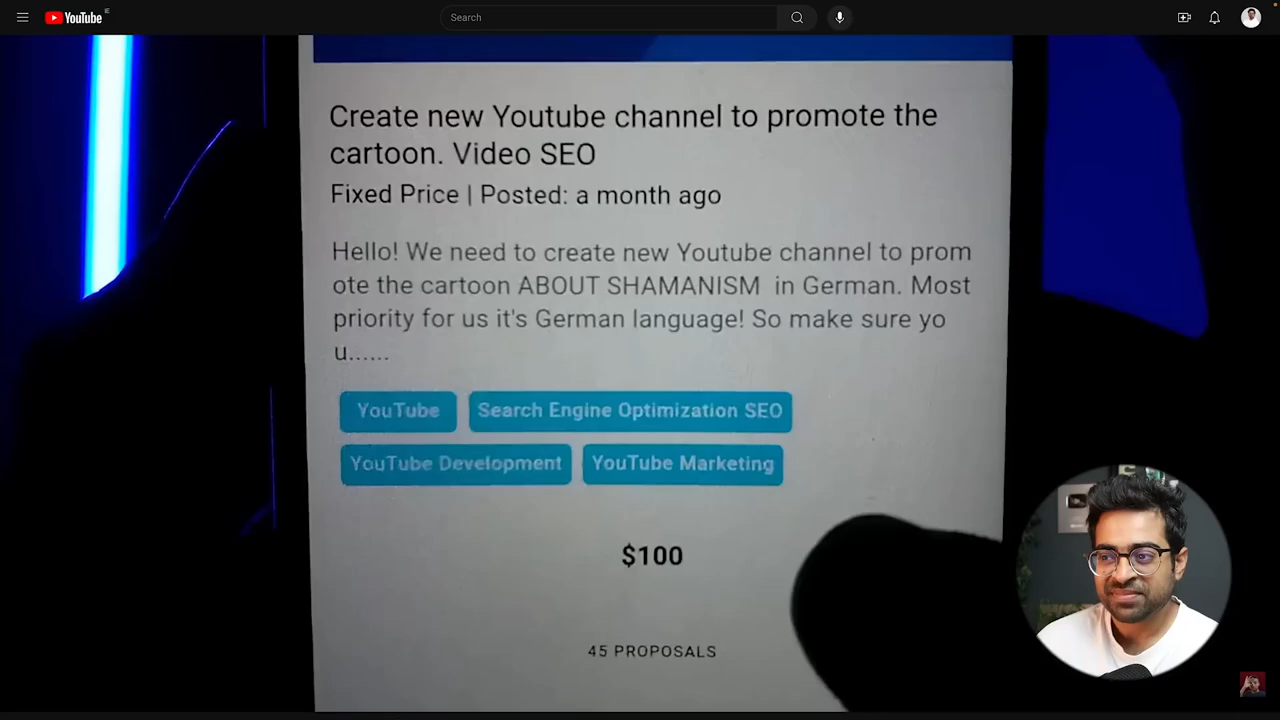 YouTube IE
Search
Create new Youtube channel to promote the
cartoon. Video SEO
Fixed Price | Posted: a month ago
Hello! We need to create new Youtube channel to prom
ote the cartoon ABOUT SHAMANISM in German. Most
priority for us it's German language! So make sure yo
u......
YouTube
Search Engine Optimization SEO
YouTube Development
YouTube Marketing
$100
45 PROPOSALS